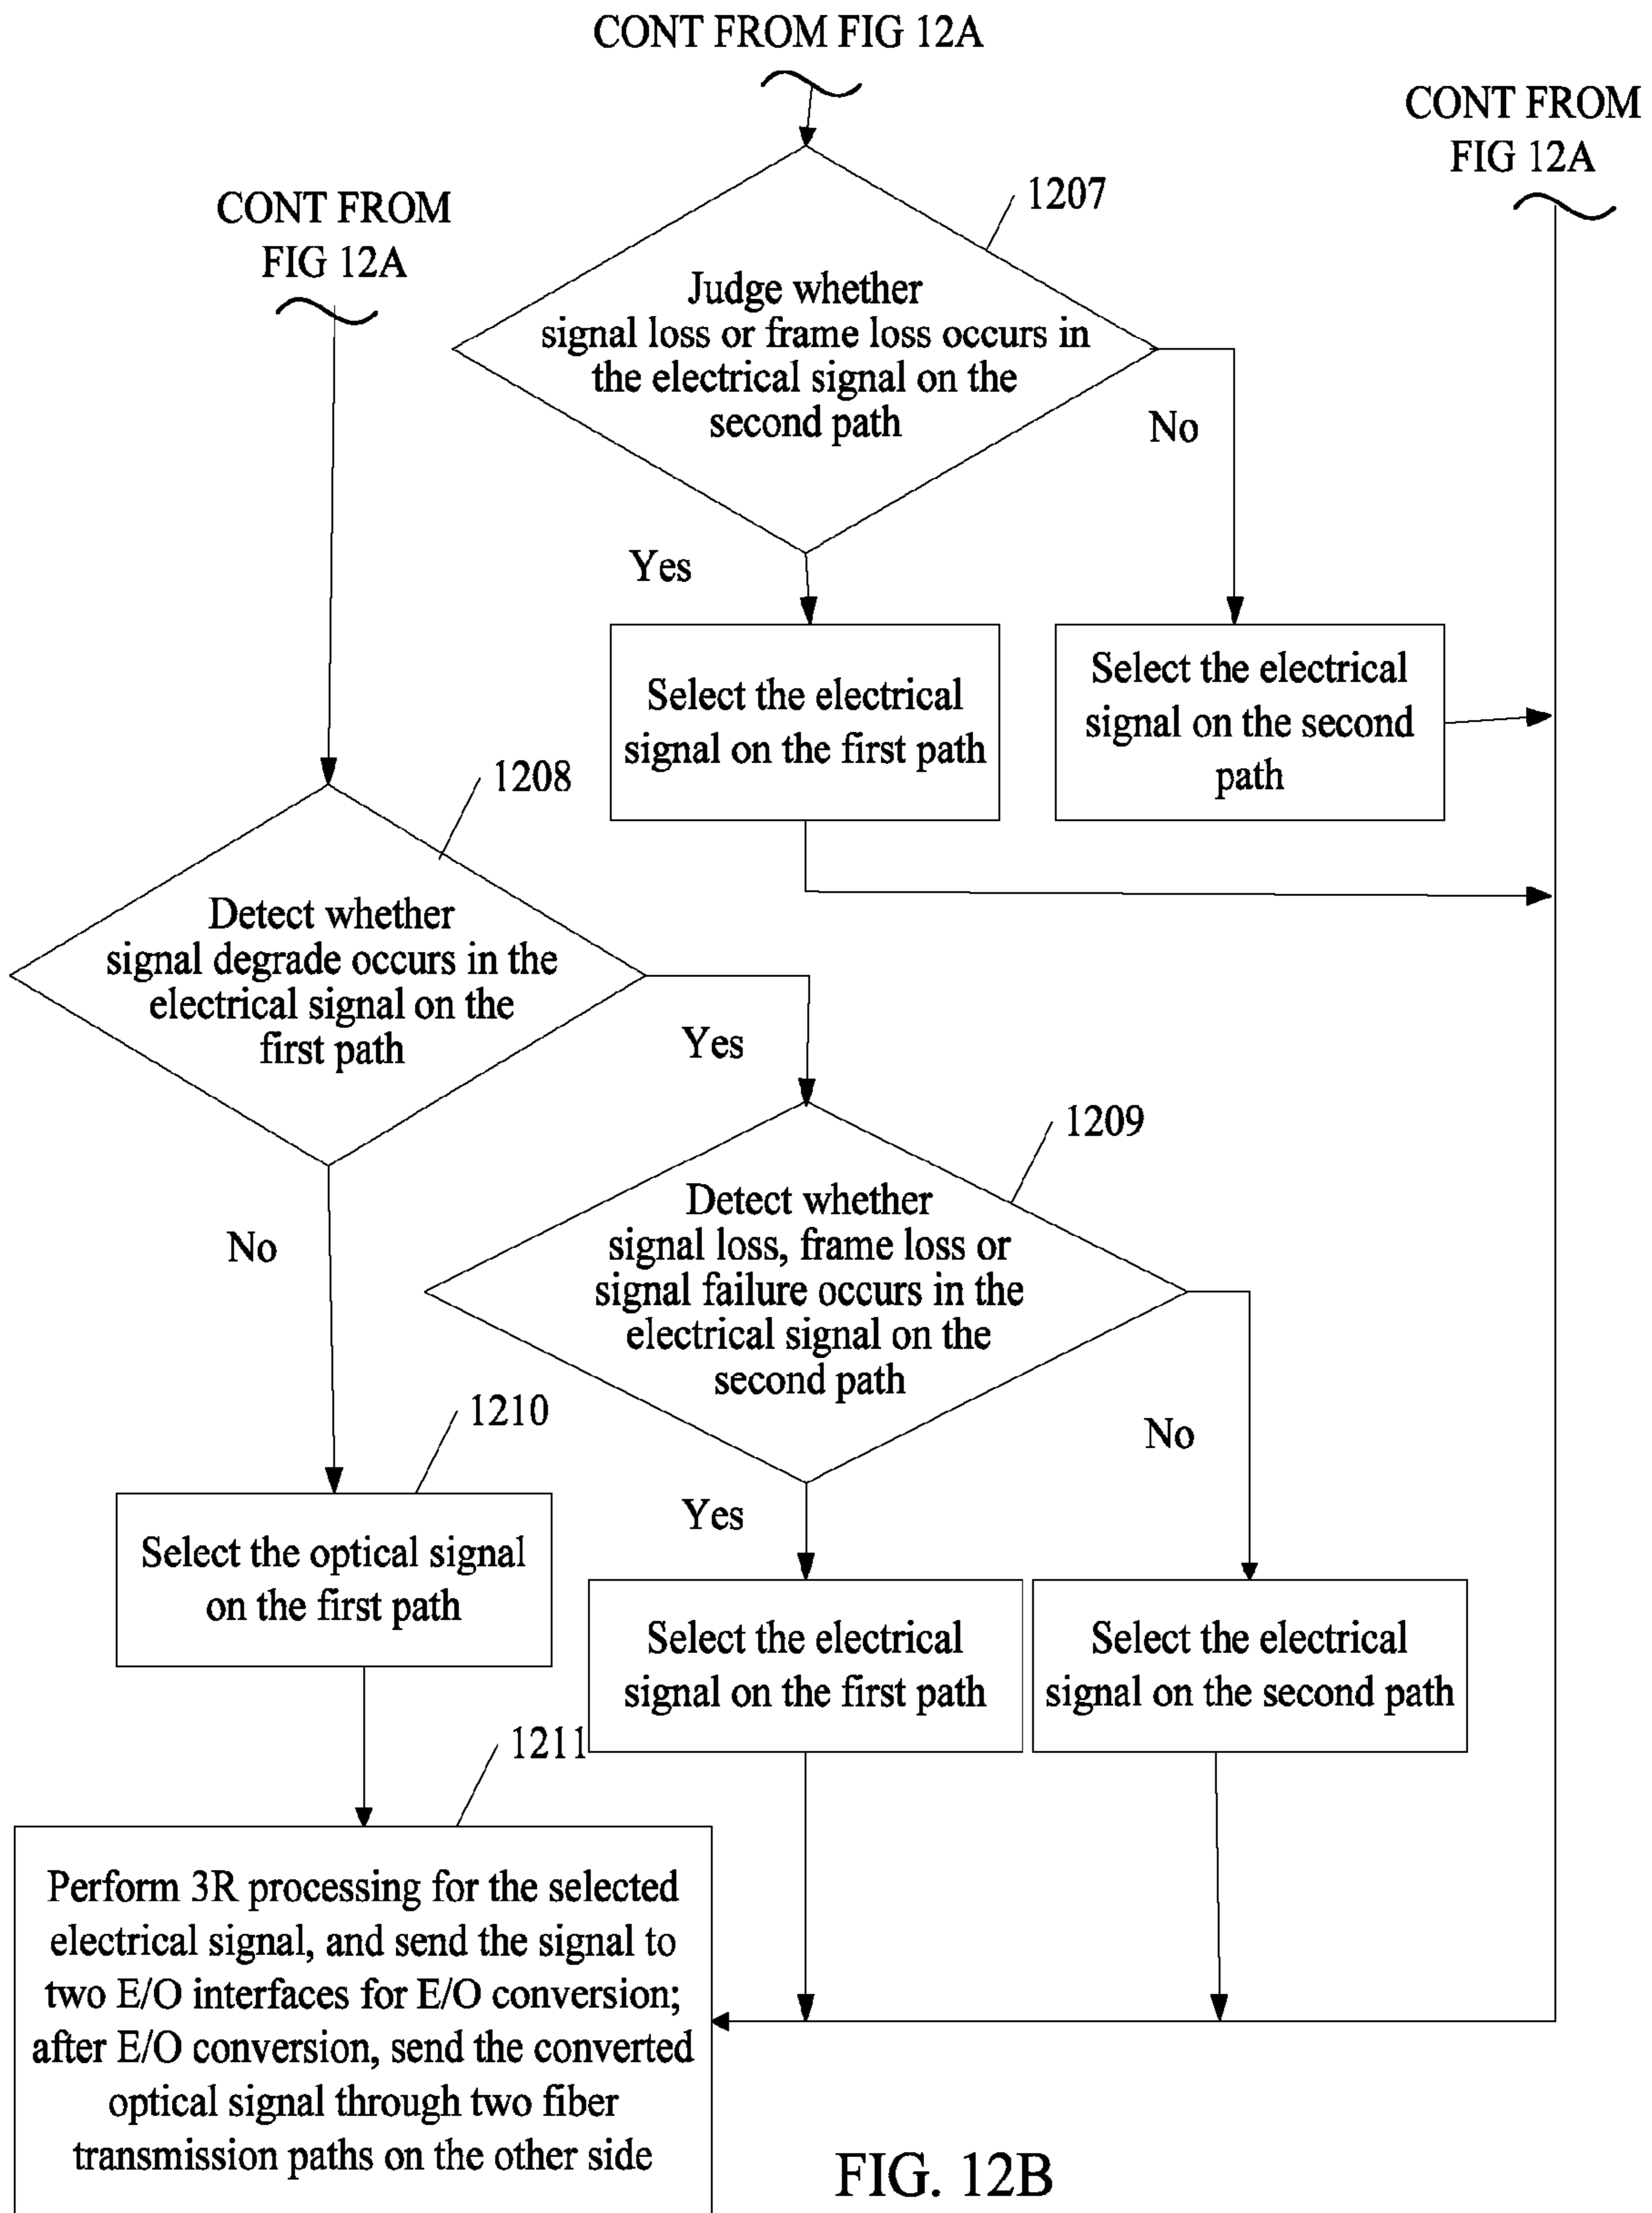 CONT FROM FIG 12A
CONT FROM
FIG 12A
CONT FROM
FIG 12A
1207
Judge whether
signal loss or frame loss occurs in
the electrical signal on the
second path
No
Yes
Select the electrical
signal on the first path
Select the electrical
signal on the second
path
1208
Detect whether
signal degrade occurs in the
electrical signal on the
first path
Yes
No
1209
Detect whether
signal loss, frame loss or
signal failure occurs in the
electrical signal on the
second path
No
Yes
1210
Select the optical signal
on the first path
Select the electrical
signal on the first path
Select the electrical
signal on the second path
1211
Perform 3R processing for the selected
electrical signal, and send the signal to
two E/O interfaces for E/O conversion;
after E/O conversion, send the converted
optical signal through two fiber
transmission paths on the other side
FIG. 12B